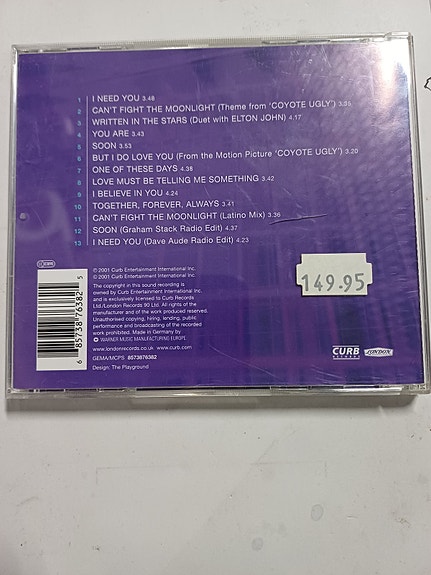 1 I NEED YOU 3.48
2 CAN'T FIGHT THE MOONLIGHT (Theme from 'COYOTE UGLY') 3.35
3 WRITTEN IN THE STARS (Duet with ELTON JOHN) 4.17
4 YOU ARE 3.43
5 SOON 3.53
6 BUT I DO LOVE YOU (From the Motion Picture 'COYOTE UGLY') 3.20
7 ONE OF THESE DAYS 4.38
8 LOVE MUST BE TELLING ME SOMETHING 3.42
9 I BELIEVE IN YOU 4.24
10 TOGETHER, FOREVER, ALWAYS 3.41
11 CAN'T FIGHT THE MOONLIGHT (Latino Mix) 3.36
12 SOON (Graham Stack Radio Edit) 4.37
13 I NEED YOU (Dave Aude Radio Edit) 4.23
℗ 2001 Curb Entertainment International Inc.
© 2001 Curb Entertainment International Inc.
The copyright in this sound recording is
owned by Curb Entertainment International Inc.
and is exclusively licensed to Curb Records
Ltd./London Records 90 Ltd. All rights of the
manufacturer and of the work produced reserved.
Unauthorised copying, hiring, lending, public
performance and broadcasting of the recorded
work prohibited. Made in Germany by
WARNER MUSIC MANUFACTURING EUROPE
www.londonrecords.co.uk www.curb.com
GEMA/MCPS 8573876382
Design: The Playground
6 85738 76382 5
149.95
CURB
RECORDS
LONDON